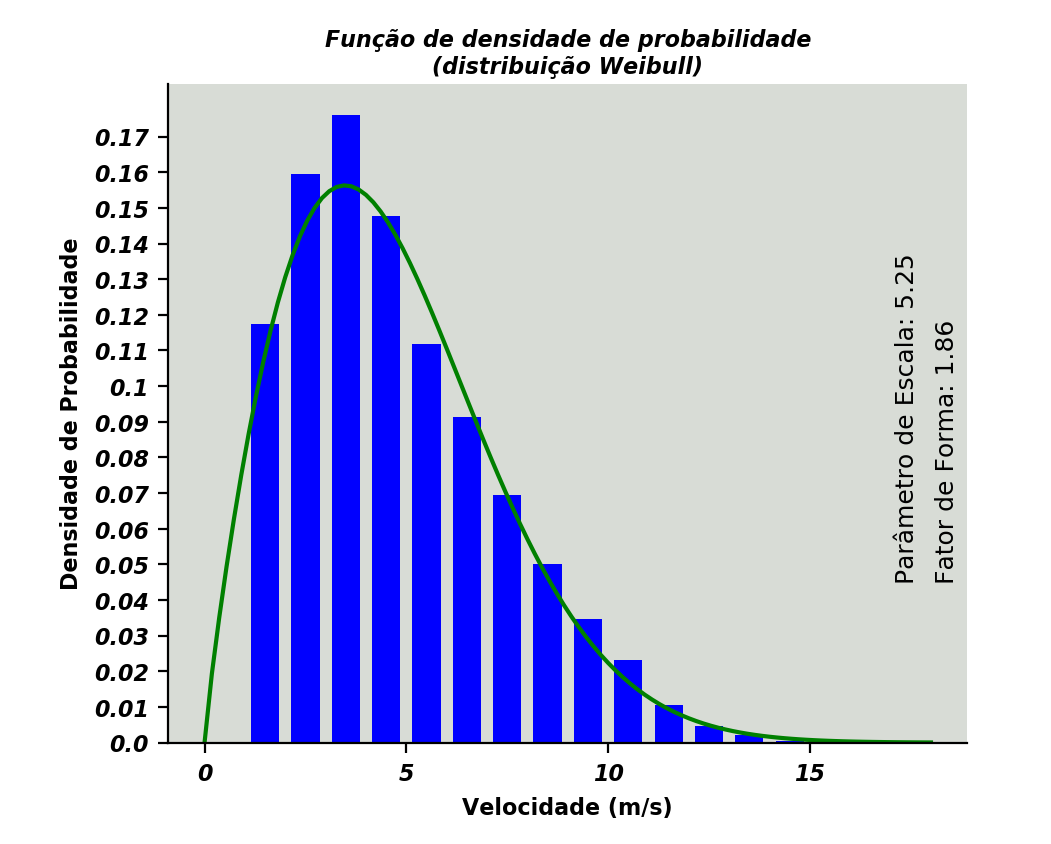 Função de densidade de probabilidade
(distribuição Weibull)
Densidade de Probabilidade
0.17
0.16
0.15
0.14
0.13
0.12
0.11
0.1
0.09
0.08
0.07
0.06
0.05
0.04
0.03
0.02
0.01
0.0
Parâmetro de Escala: 5.25
Fator de Forma: 1.86
0 5 10 15
Velocidade (m/s)